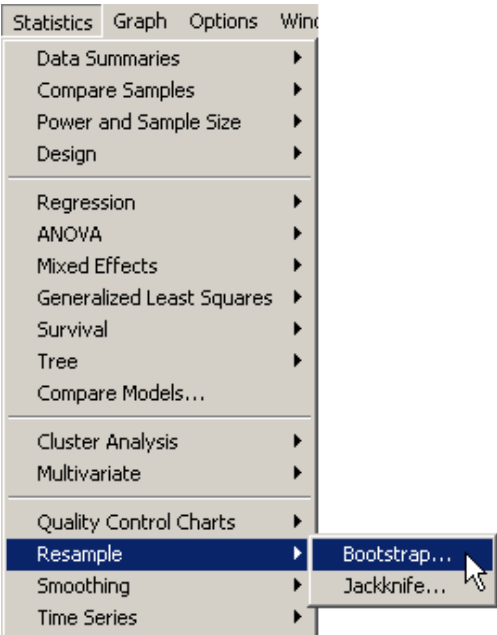 Statistics Graph Options Wind
Data Summaries
Compare Samples
Power and Sample Size
Design
Regression
ANOVA
Mixed Effects
Generalized Least Squares
Survival
Tree
Compare Models...
Cluster Analysis
Multivariate
Quality Control Charts
Resample Bootstrap...
Smoothing Jackknife...
Time Series